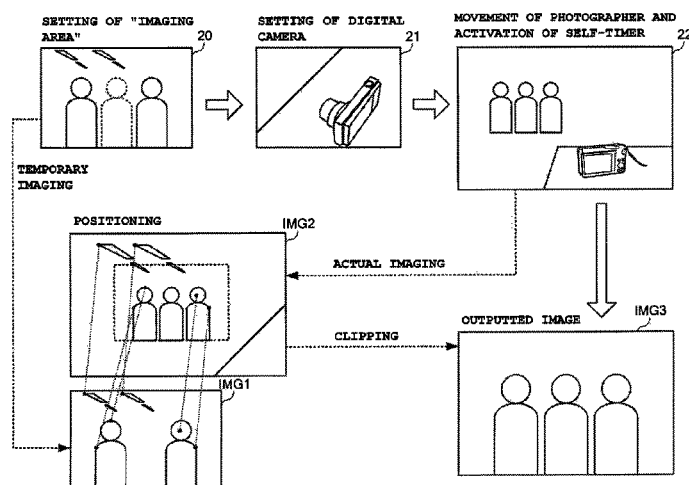 SETTING OF "IMAGING
AREA"
20
SETTING OF DIGITAL
CAMERA
21
MOVEMENT OF PHOTOGRAPHER AND
ACTIVATION OF SELF-TIMER
22
TEMPORARY
IMAGING
POSITIONING
IMG2
ACTUAL IMAGING
CLIPPING
OUTPUTTED IMAGE
IMG3
IMG1